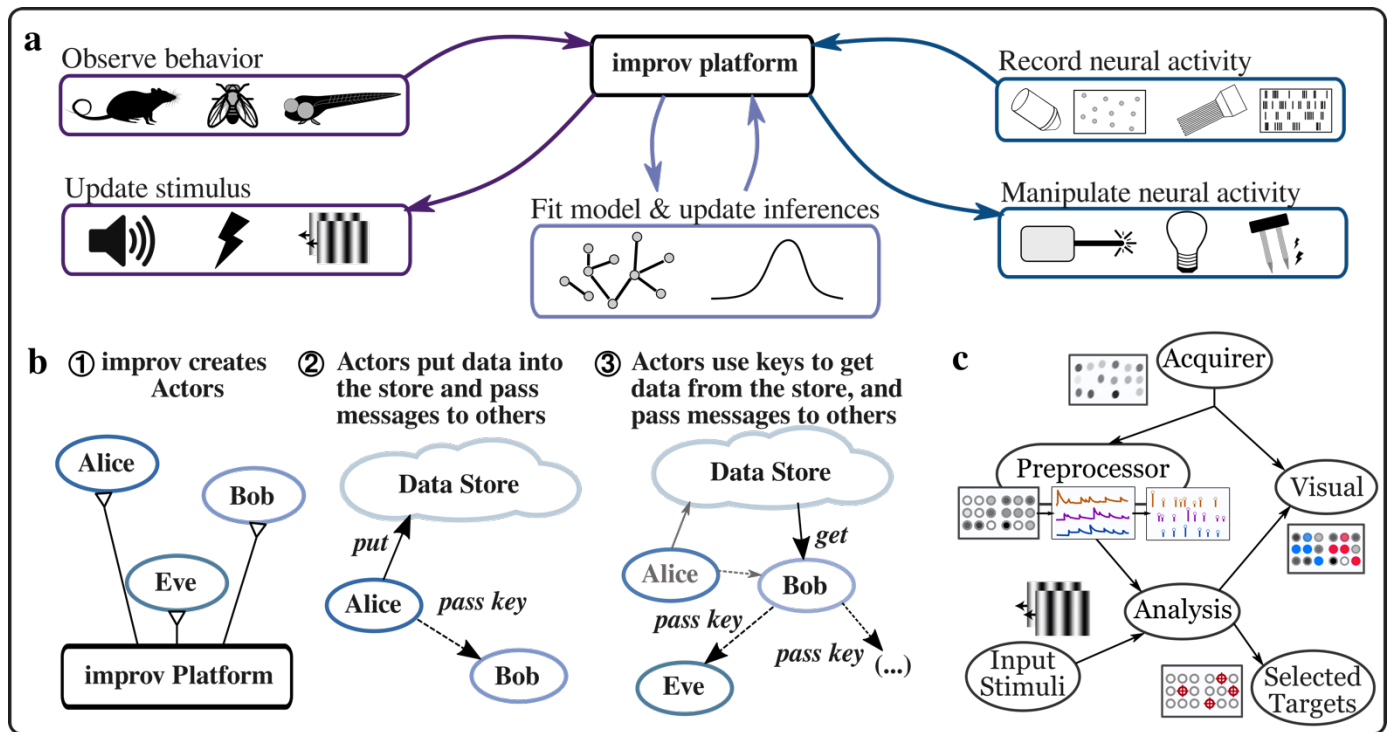 a
Observe behavior
improv platform
Record neural activity
Update stimulus
Fit model & update inferences
Manipulate neural activity
b
① improv creates
Actors
Alice
Bob
Eve
improv Platform
② Actors put data into
the store and pass
messages to others
Data Store
put
Alice
pass key
Bob
③ Actors use keys to get
data from the store, and
pass messages to others
Data Store
get
Alice
Bob
pass key
pass key
Eve
(...)
c
Acquirer
Preprocessor
Visual
Analysis
Input
Stimuli
Selected
Targets